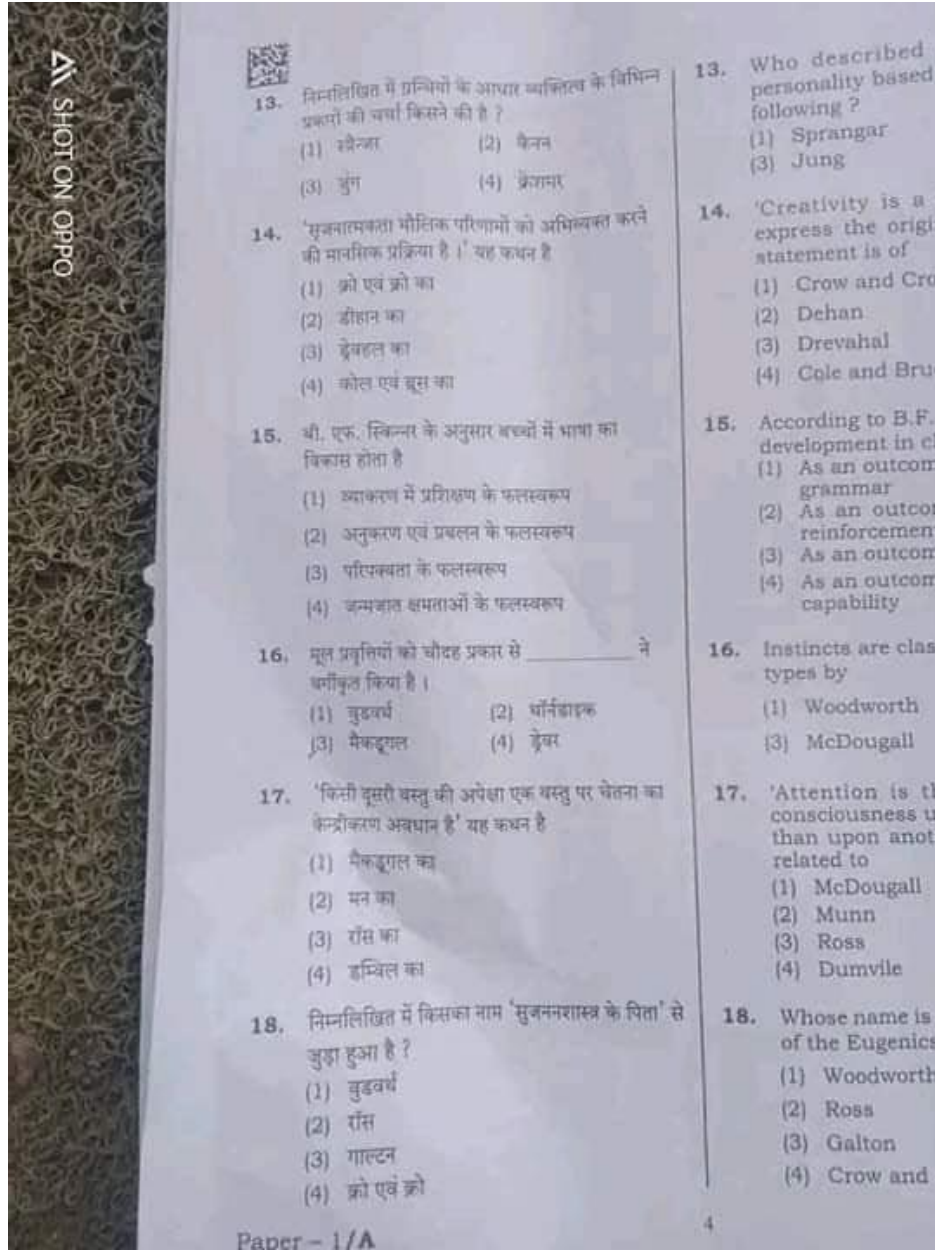 SHOT ON OPPO
13. निम्नलिखित में ग्रन्थियों के आधार व्यक्तित्व के विभिन्न
प्रकारों की चर्चा किसने की है ?
(1) स्प्रैन्जर (2) कैनन
(3) जुंग (4) क्रेशमर
14. 'सृजनात्मकता मौलिक परिणामों को अभिव्यक्त करने
की मानसिक प्रक्रिया है ।' यह कथन है
(1) क्रो एवं क्रो का
(2) डीहान का
(3) ड्रेवहल का
(4) कोल एवं ब्रूस का
15. बी. एफ. स्किन्नर के अनुसार बच्चों में भाषा का
विकास होता है
(1) व्याकरण में प्रशिक्षण के फलस्वरूप
(2) अनुकरण एवं प्रबलन के फलस्वरूप
(3) परिपक्वता के फलस्वरूप
(4) जन्मजात क्षमताओं के फलस्वरूप
16. मूल प्रवृत्तियों को चौदह प्रकार से __________ ने
वर्गीकृत किया है ।
(1) वुडवर्थ (2) थॉर्नडाइक
(3) मैकडूगल (4) ड्रेवर
17. 'किसी दूसरी वस्तु की अपेक्षा एक वस्तु पर चेतना का
केन्द्रीकरण अवधान है' यह कथन है
(1) मैकडूगल का
(2) मन का
(3) रॉस का
(4) डम्विल का
18. निम्नलिखित में किसका नाम 'सुजननशास्त्र के पिता' से
जुड़ा हुआ है ?
(1) वुडवर्थ
(2) रॉस
(3) गाल्टन
(4) क्रो एवं क्रो
Paper – 1/A
13. Who described
personality based
following ?
(1) Sprangar
(3) Jung
14. 'Creativity is a
express the origi
statement is of
(1) Crow and Cro
(2) Dehan
(3) Drevahal
(4) Cole and Bru
15. According to B.F.
development in c
(1) As an outcom
grammar
(2) As an outco
reinforcemen
(3) As an outcom
(4) As an outcom
capability
16. Instincts are clas
types by
(1) Woodworth
(3) McDougall
17. 'Attention is t
consciousness u
than upon anot
related to
(1) McDougall
(2) Munn
(3) Ross
(4) Dumvile
18. Whose name is
of the Eugenics
(1) Woodworth
(2) Ross
(3) Galton
(4) Crow and
4